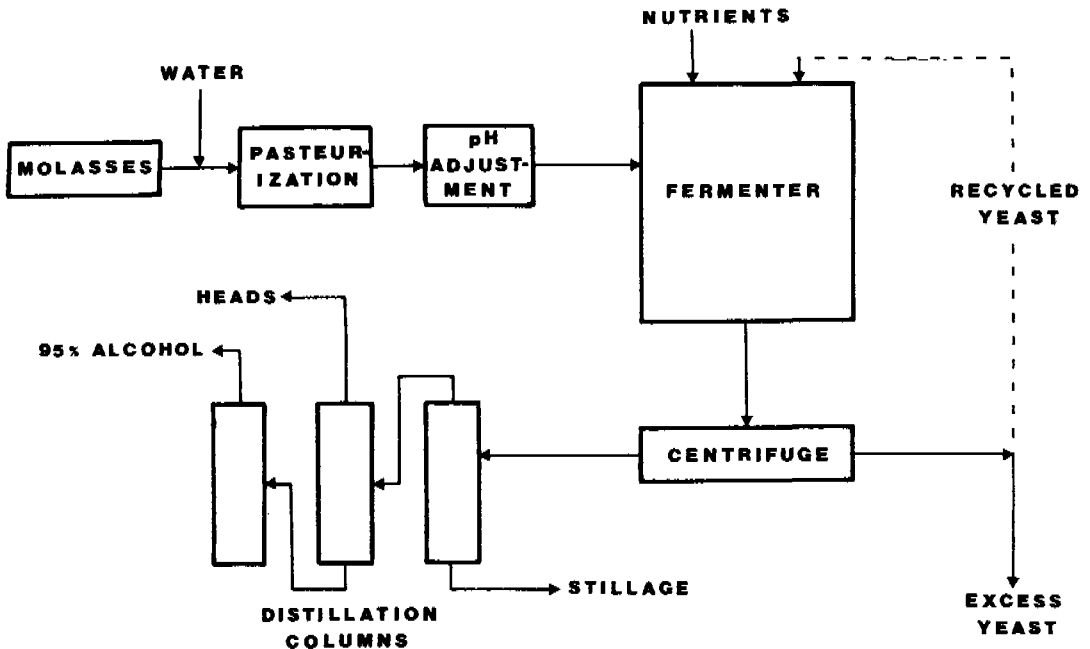 NUTRIENTS
WATER
MOLASSES
PASTEUR-
IZATION
pH
ADJUST-
MENT
FERMENTER
RECYCLED
YEAST
HEADS
95% ALCOHOL
CENTRIFUGE
STILLAGE
DISTILLATION
COLUMNS
EXCESS
YEAST